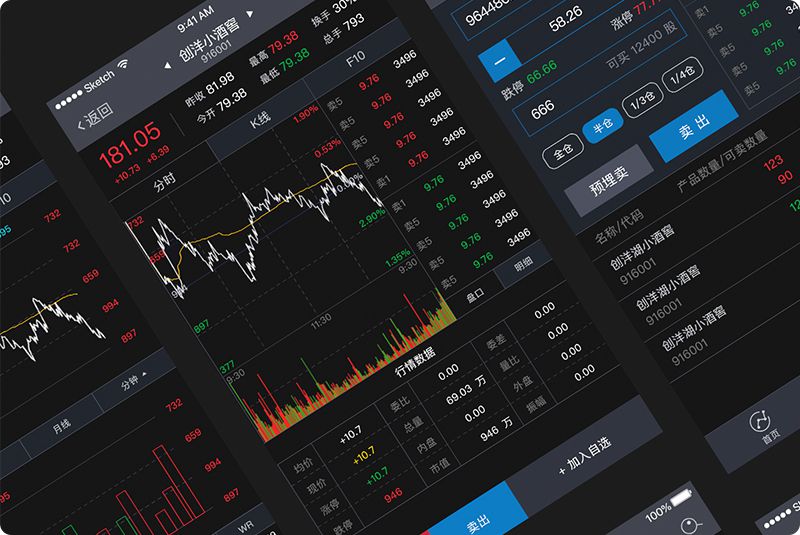 Sketch
9:41 AM
返回
创洋小酒窖
916001
181.05
+10.73 +6.39
昨收 81.98
最高 79.38
换手 30%
今开 79.38
最低 79.38
总手 793
分时
K线
F10
732
659
0.00
897
377
1.90%
0.53%
0.00%
2.90%
1.35%
9:30
11:30
9:30
卖5 9.76 3496
卖5 9.76 3496
卖5 9.76 3496
卖5 9.76 3496
卖5 9.76 3496
卖1 9.76 3496
卖5 9.76 3496
卖5 9.76 3496
卖5 9.76 3496
卖5 9.76 3496
盘口
明细
行情数据
均价 +10.7 委比 0.00 委差 0.00
现价 +10.7 总量 69.03 万 量比 0.00
涨停 +10.7 内盘 0.00 外盘 0.00
跌停 946 市值 946 万 振幅 0.00
卖出
+ 加入自选
732
732
659
994
897
月线
分钟
732
659
994
897
WR
58.26
涨停
跌停 66.66
可买 12400 股
666
全仓
半仓
1/3仓
1/4仓
预埋卖
卖 出
卖1 9.76
卖5 9.76
卖5 9.76
卖5 9.76
名称/代码
产品数量/可卖数量
创洋湖小酒窖
916001
123
90
创洋湖小酒窖
916001
创洋湖小酒窖
916001
首页
100%